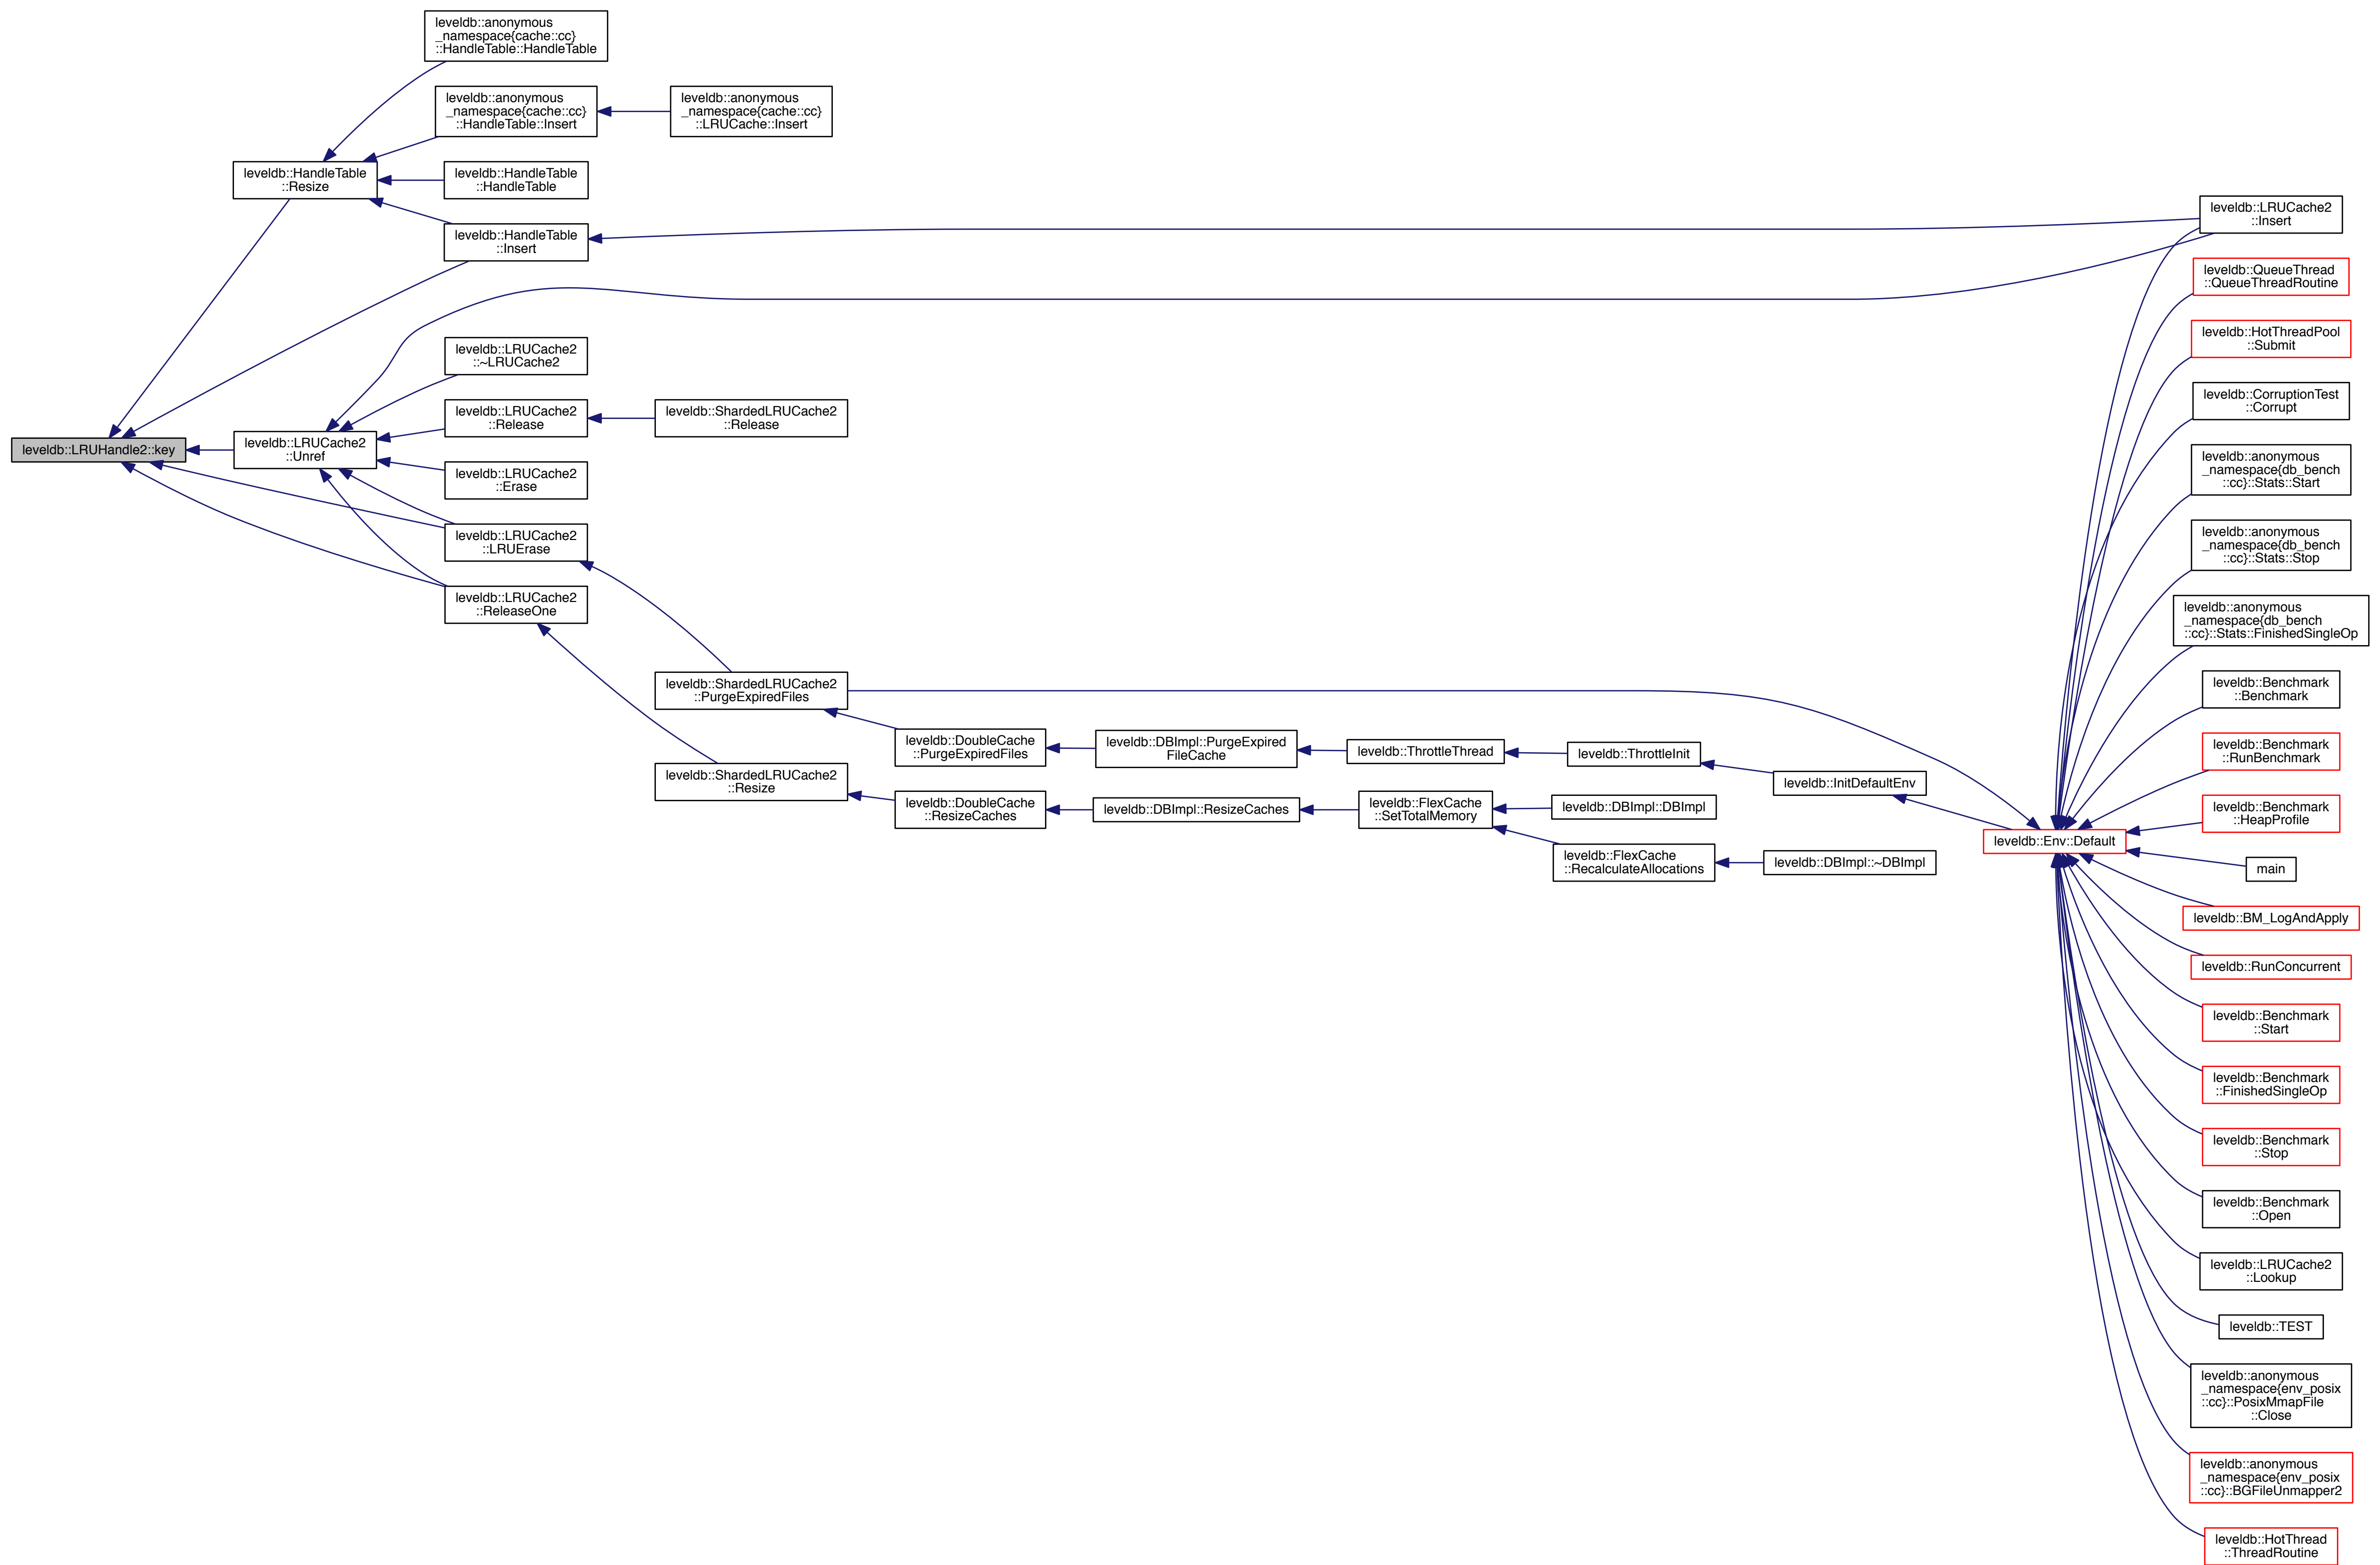 leveldb::anonymous
_namespace{cache::cc}
::HandleTable::HandleTable
leveldb::anonymous
_namespace{cache::cc}
::HandleTable::Insert
leveldb::anonymous
_namespace{cache::cc}
::LRUCache::Insert
leveldb::HandleTable
::Resize
leveldb::HandleTable
::HandleTable
leveldb::HandleTable
::Insert
leveldb::LRUHandle2::key
leveldb::LRUCache2
::Unref
leveldb::LRUCache2
::~LRUCache2
leveldb::LRUCache2
::Release
leveldb::ShardedLRUCache2
::Release
leveldb::LRUCache2
::Erase
leveldb::LRUCache2
::LRUErase
leveldb::LRUCache2
::ReleaseOne
leveldb::ShardedLRUCache2
::PurgeExpiredFiles
leveldb::DoubleCache
::PurgeExpiredFiles
leveldb::DBImpl::PurgeExpired
FileCache
leveldb::ThrottleThread
leveldb::ThrottleInit
leveldb::InitDefaultEnv
leveldb::ShardedLRUCache2
::Resize
leveldb::DoubleCache
::ResizeCaches
leveldb::DBImpl::ResizeCaches
leveldb::FlexCache
::SetTotalMemory
leveldb::DBImpl::DBImpl
leveldb::FlexCache
::RecalculateAllocations
leveldb::DBImpl::~DBImpl
leveldb::Env::Default
leveldb::LRUCache2
::Insert
leveldb::QueueThread
::QueueThreadRoutine
leveldb::HotThreadPool
::Submit
leveldb::CorruptionTest
::Corrupt
leveldb::anonymous
_namespace{db_bench
::cc}::Stats::Start
leveldb::anonymous
_namespace{db_bench
::cc}::Stats::Stop
leveldb::anonymous
_namespace{db_bench
::cc}::Stats::FinishedSingleOp
leveldb::Benchmark
::Benchmark
leveldb::Benchmark
::RunBenchmark
leveldb::Benchmark
::HeapProfile
main
leveldb::BM_LogAndApply
leveldb::RunConcurrent
leveldb::Benchmark
::Start
leveldb::Benchmark
::FinishedSingleOp
leveldb::Benchmark
::Stop
leveldb::Benchmark
::Open
leveldb::LRUCache2
::Lookup
leveldb::TEST
leveldb::anonymous
_namespace{env_posix
::cc}::PosixMmapFile
::Close
leveldb::anonymous
_namespace{env_posix
::cc}::BGFileUnmapper2
leveldb::HotThread
::ThreadRoutine